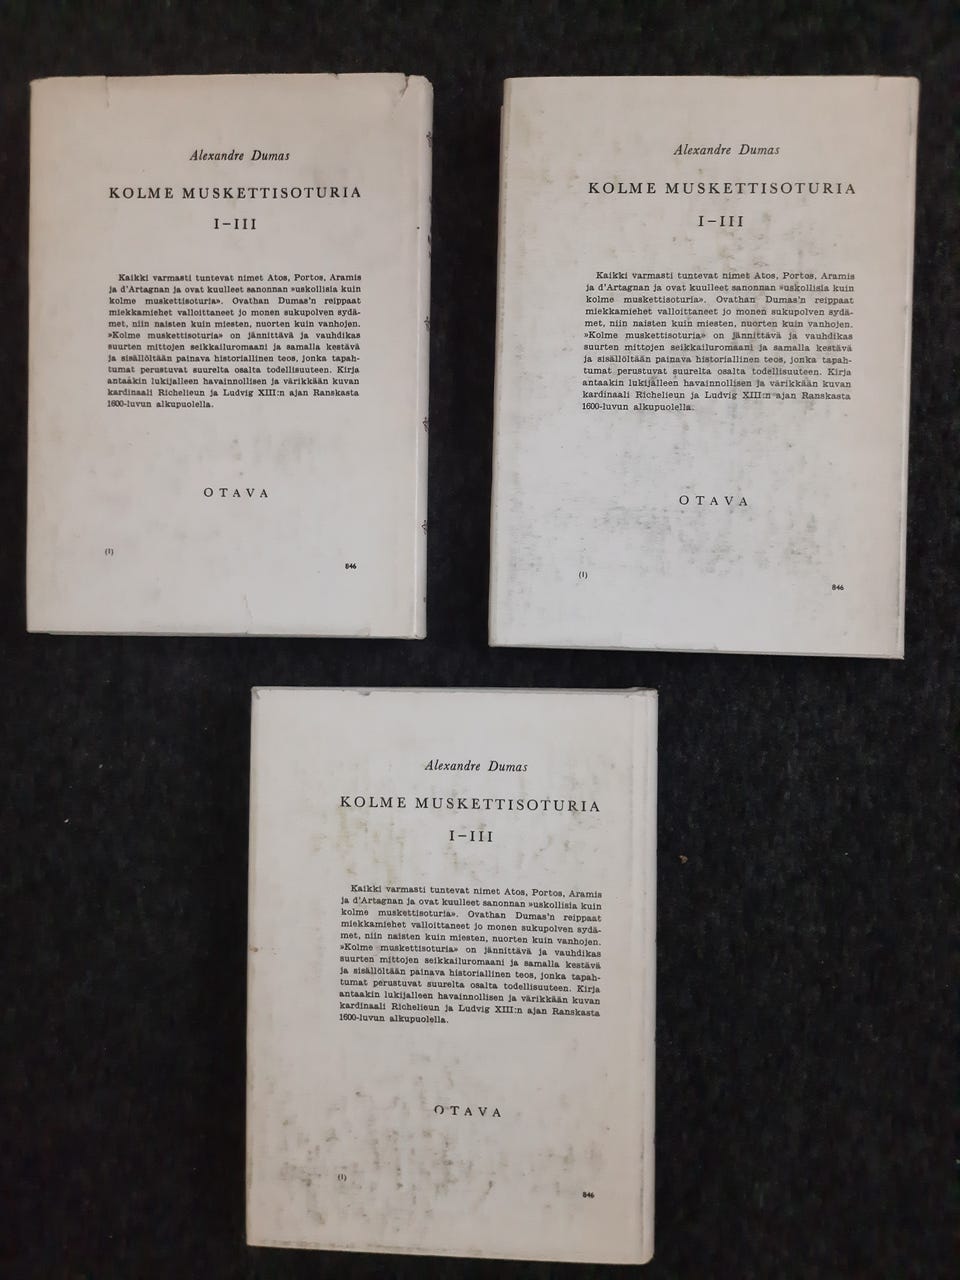 Alexandre Dumas
KOLME MUSKETTISOTURIA
I-III
Kaikki varmasti tuntevat nimet Atos, Portos, Aramis
ja d'Artagnan ja ovat kuulleet sanonnan »uskollisia kuin
kolme muskettisoturia». Ovathan Dumas'n reippaat
miekkamiehet valloittaneet jo monen sukupolven sydä-
met, niin naisten kuin miesten, nuorten kuin vanhojen.
»Kolme muskettisoturia» on jännittävä ja vauhdikas
suurten mittojen seikkailuromaani ja samalla kestävä
ja sisällöltään painava historiallinen teos, jonka tapah-
tumat perustuvat suurelta osalta todellisuuteen. Kirja
antaakin lukijalleen havainnollisen ja värikkään kuvan
kardinaali Richelieun ja Ludvig XIII:n ajan Ranskasta
1600-luvun alkupuolella.
OTAVA
(1)
846
Alexandre Dumas
KOLME MUSKETTISOTURIA
I-III
Kaikki varmasti tuntevat nimet Atos, Portos, Aramis
ja d'Artagnan ja ovat kuulleet sanonnan »uskollisia kuin
kolme muskettisoturia». Ovathan Dumas'n reippaat
miekkamiehet valloittaneet jo monen sukupolven sydä-
met, niin naisten kuin miesten, nuorten kuin vanhojen.
»Kolme muskettisoturia» on jännittävä ja vauhdikas
suurten mittojen seikkailuromaani ja samalla kestävä
ja sisällöltään painava historiallinen teos, jonka tapah-
tumat perustuvat suurelta osalta todellisuuteen. Kirja
antaakin lukijalleen havainnollisen ja värikkään kuvan
kardinaali Richelieun ja Ludvig XIII:n ajan Ranskasta
1600-luvun alkupuolella.
OTAVA
(1)
846
Alexandre Dumas
KOLME MUSKETTISOTURIA
I-III
Kaikki varmasti tuntevat nimet Atos, Portos, Aramis
ja d'Artagnan ja ovat kuulleet sanonnan »uskollisia kuin
kolme muskettisoturia». Ovathan Dumas'n reippaat
miekkamiehet valloittaneet jo monen sukupolven sydä-
met, niin naisten kuin miesten, nuorten kuin vanhojen.
»Kolme muskettisoturia» on jännittävä ja vauhdikas
suurten mittojen seikkailuromaani ja samalla kestävä
ja sisällöltään painava historiallinen teos, jonka tapah-
tumat perustuvat suurelta osalta todellisuuteen. Kirja
antaakin lukijalleen havainnollisen ja värikkään kuvan
kardinaali Richelieun ja Ludvig XIII:n ajan Ranskasta
1600-luvun alkupuolella.
OTAVA
(1)
846